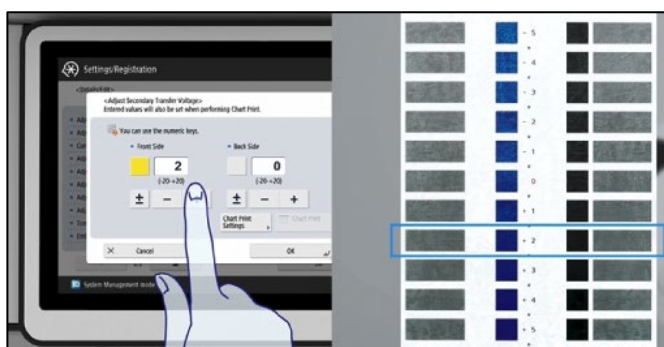 Settings/Registration
<Adjust Secondary Transfer Voltage>
Entered values will also be set when performing Chart Print.
You can use the numeric keys.
Front Side
Back Side
2
0
(-20-+20)
(-20-+20)
± -
± - +
Chart Print
Settings
Chart Print
Cancel
OK
System Management mode
- 5
- 4
- 3
- 2
- 1
0
+ 1
+ 2
+ 3
+ 4
+ 5